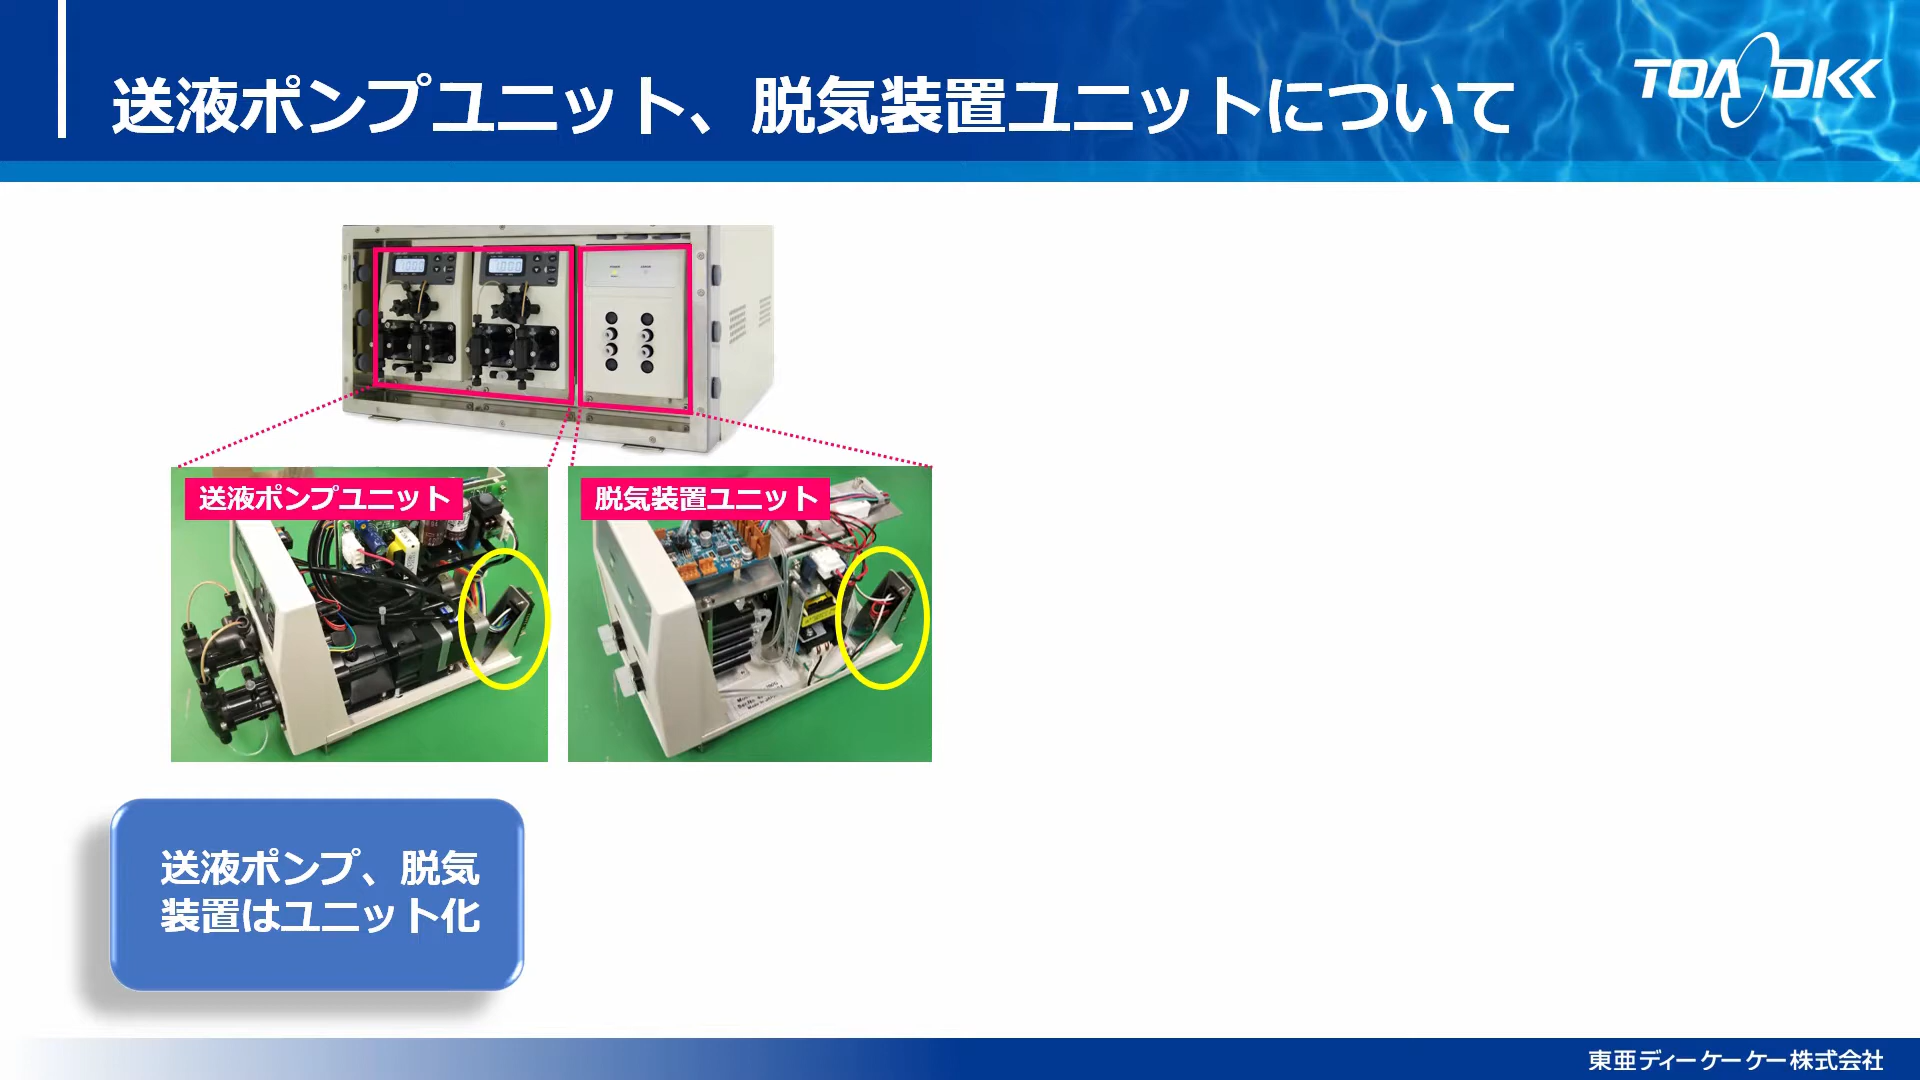 送液ポンプユニット、脱気装置ユニットについて
TOA DKK
送液ポンプユニット
脱気装置ユニット
送液ポンプ、脱気
装置はユニット化
東亜ディーケーケー株式会社